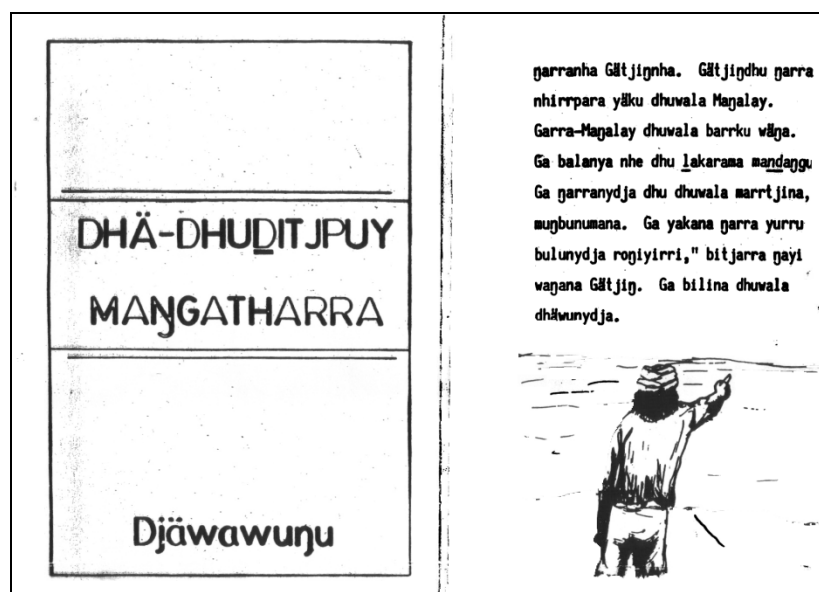 DHÄ-DHUḎITJPUY
MAŊGATHARRA
Djäwawuŋu
ŋarranha Gätjiŋnha. Gätjiŋdhu ŋarra
nhirrpara yäku dhuwala Maŋalay.
Garra-Maŋalay dhuwala barrku wäŋa.
Ga balanya nhe dhu ḻakarama maṉḏaŋgu
Ga ŋarranydja dhu dhuwala marrtjina,
muŋbunumana. Ga yakana ŋarra yurru
bulunydja roŋiyirri," bitjarra ŋayi
waŋana Gätjiŋ. Ga bilina dhuwala
dhäwunydja.